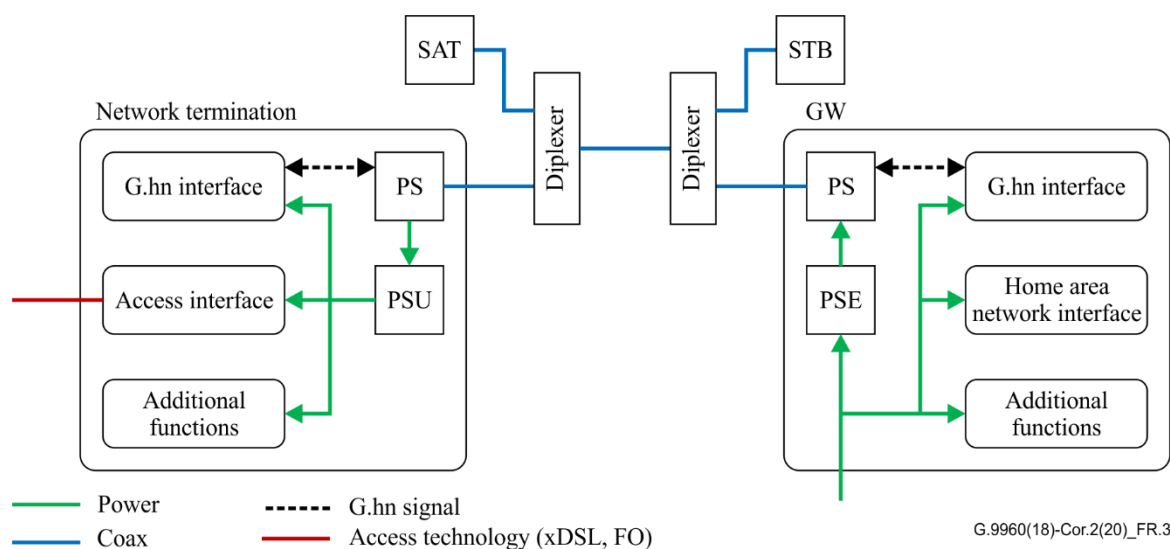 SAT
STB
Diplexer
Diplexer
Network termination
GW
G.hn interface
PS
PS
G.hn interface
Access interface
PSU
PSE
Home area
network interface
Additional
functions
Additional
functions
Power
G.hn signal
Coax
Access technology (xDSL, FO)
G.9960(18)-Cor.2(20)_FR.3